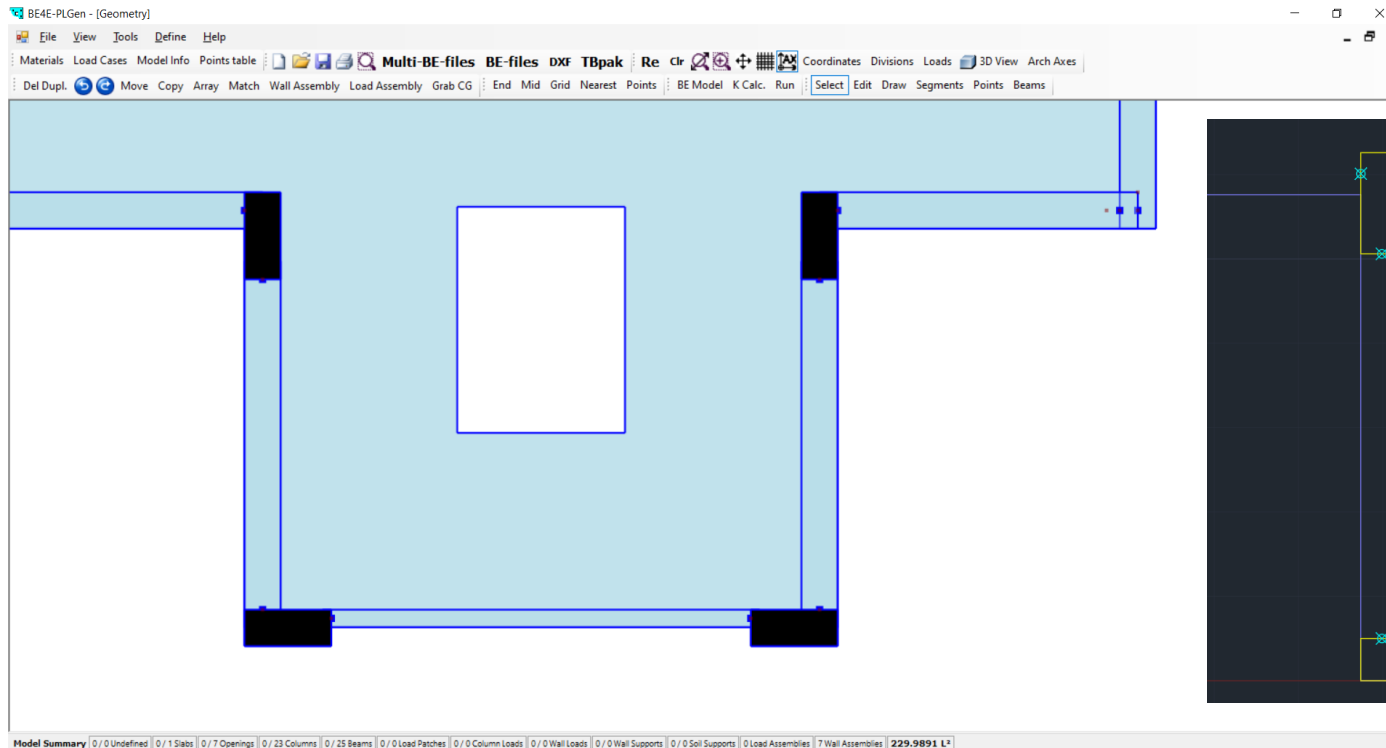 BE4E-PLGen - [Geometry]
File View Tools Define Help
Materials Load Cases Model Info Points table Multi-BE-files BE-files DXF TBpak Re Clr Coordinates Divisions Loads 3D View Arch Axes
Del Dupl. Move Copy Array Match Wall Assembly Load Assembly Grab CG End Mid Grid Nearest Points BE Model K Calc. Run Select Edit Draw Segments Points Beams
Model Summary 0 / 0 Undefined 0 / 1 Slabs 0 / 7 Openings 0 / 23 Columns 0 / 25 Beams 0 / 0 Load Patches 0 / 0 Column Loads 0 / 0 Wall Loads 0 / 0 Wall Supports 0 / 0 Soil Supports 0 Load Assemblies 7 Wall Assemblies 229.9891 L²